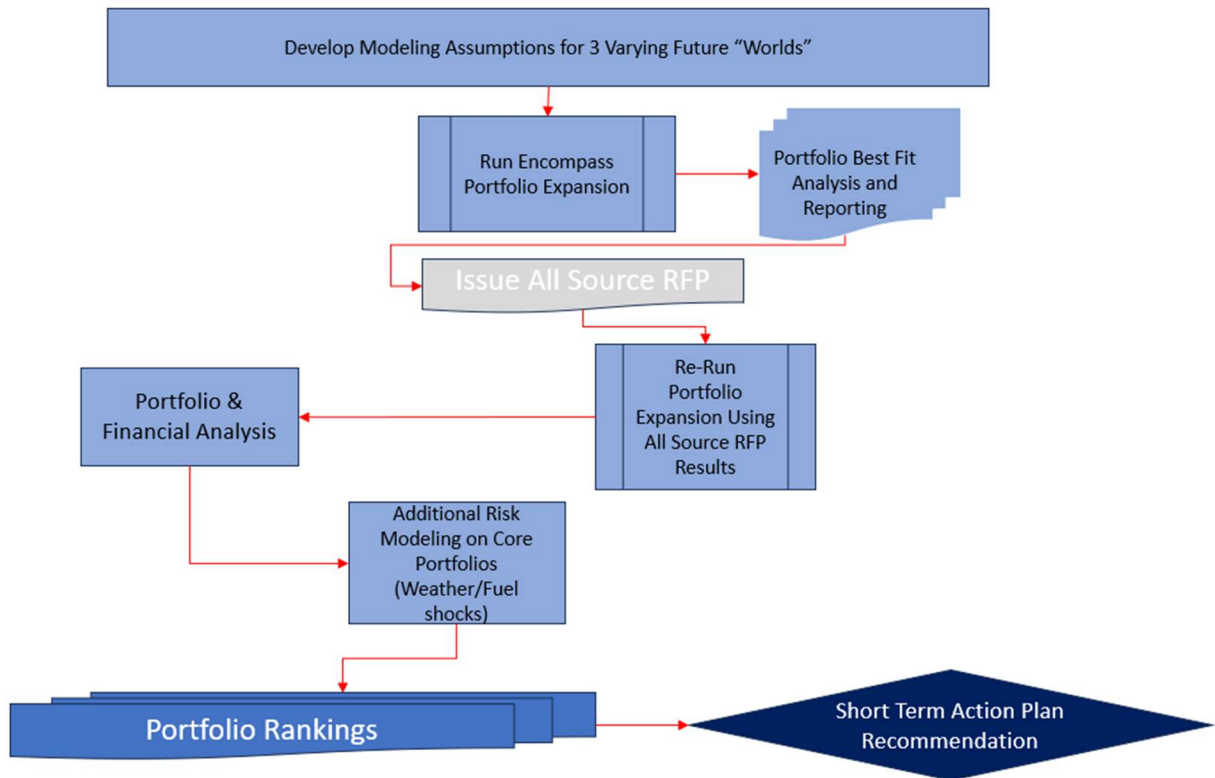 Develop Modeling Assumptions for 3 Varying Future “Worlds”
Run Encompass
Portfolio Expansion
Portfolio Best Fit
Analysis and
Reporting
Issue All Source RFP
Re-Run
Portfolio
Expansion Using
All Source RFP
Results
Portfolio &
Financial Analysis
Additional Risk
Modeling on Core
Portfolios
(Weather/Fuel
shocks)
Portfolio Rankings
Short Term Action Plan
Recommendation